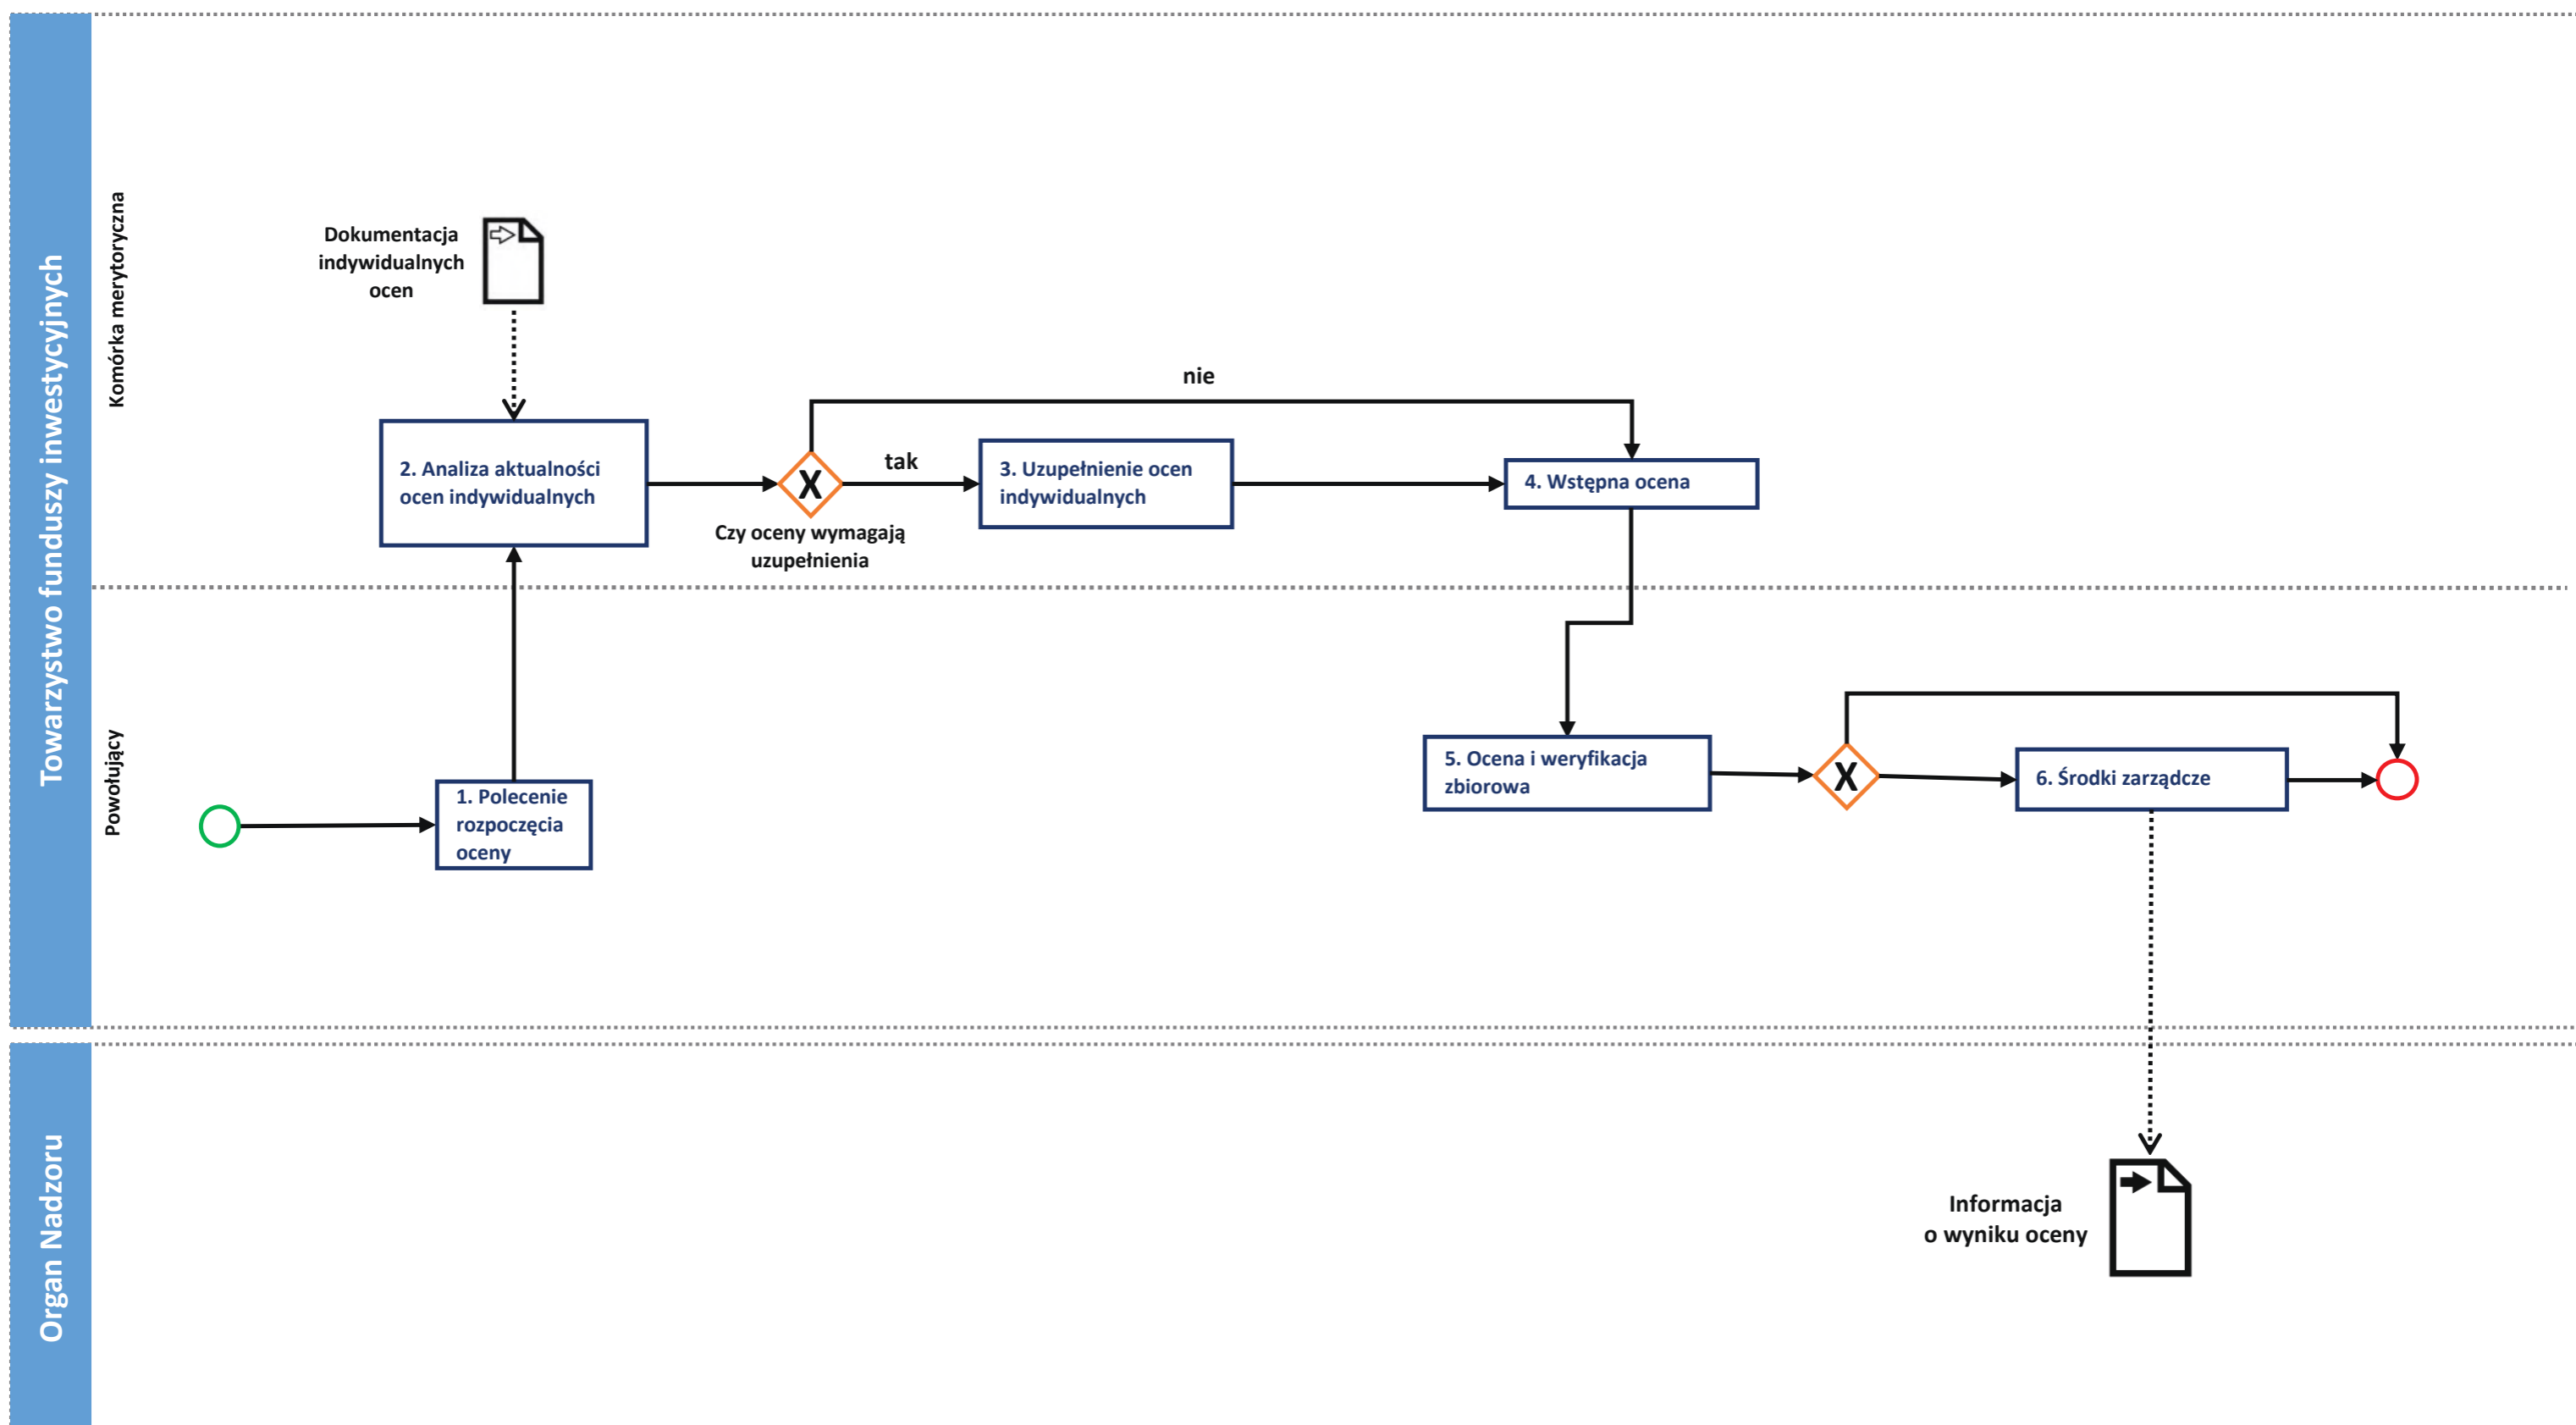 Towarzystwo funduszy inwestycyjnych
Komórka merytoryczna
Dokumentacja
indywidualnych
ocen
nie
2. Analiza aktualności
ocen indywidualnych
X
tak
Czy oceny wymagają
uzupełnienia
3. Uzupełnienie ocen
indywidualnych
4. Wstępna ocena
Powołujący
1. Polecenie
rozpoczęcia
oceny
5. Ocena i weryfikacja
zbiorowa
X
6. Środki zarządcze
Organ Nadzoru
Informacja
o wyniku oceny